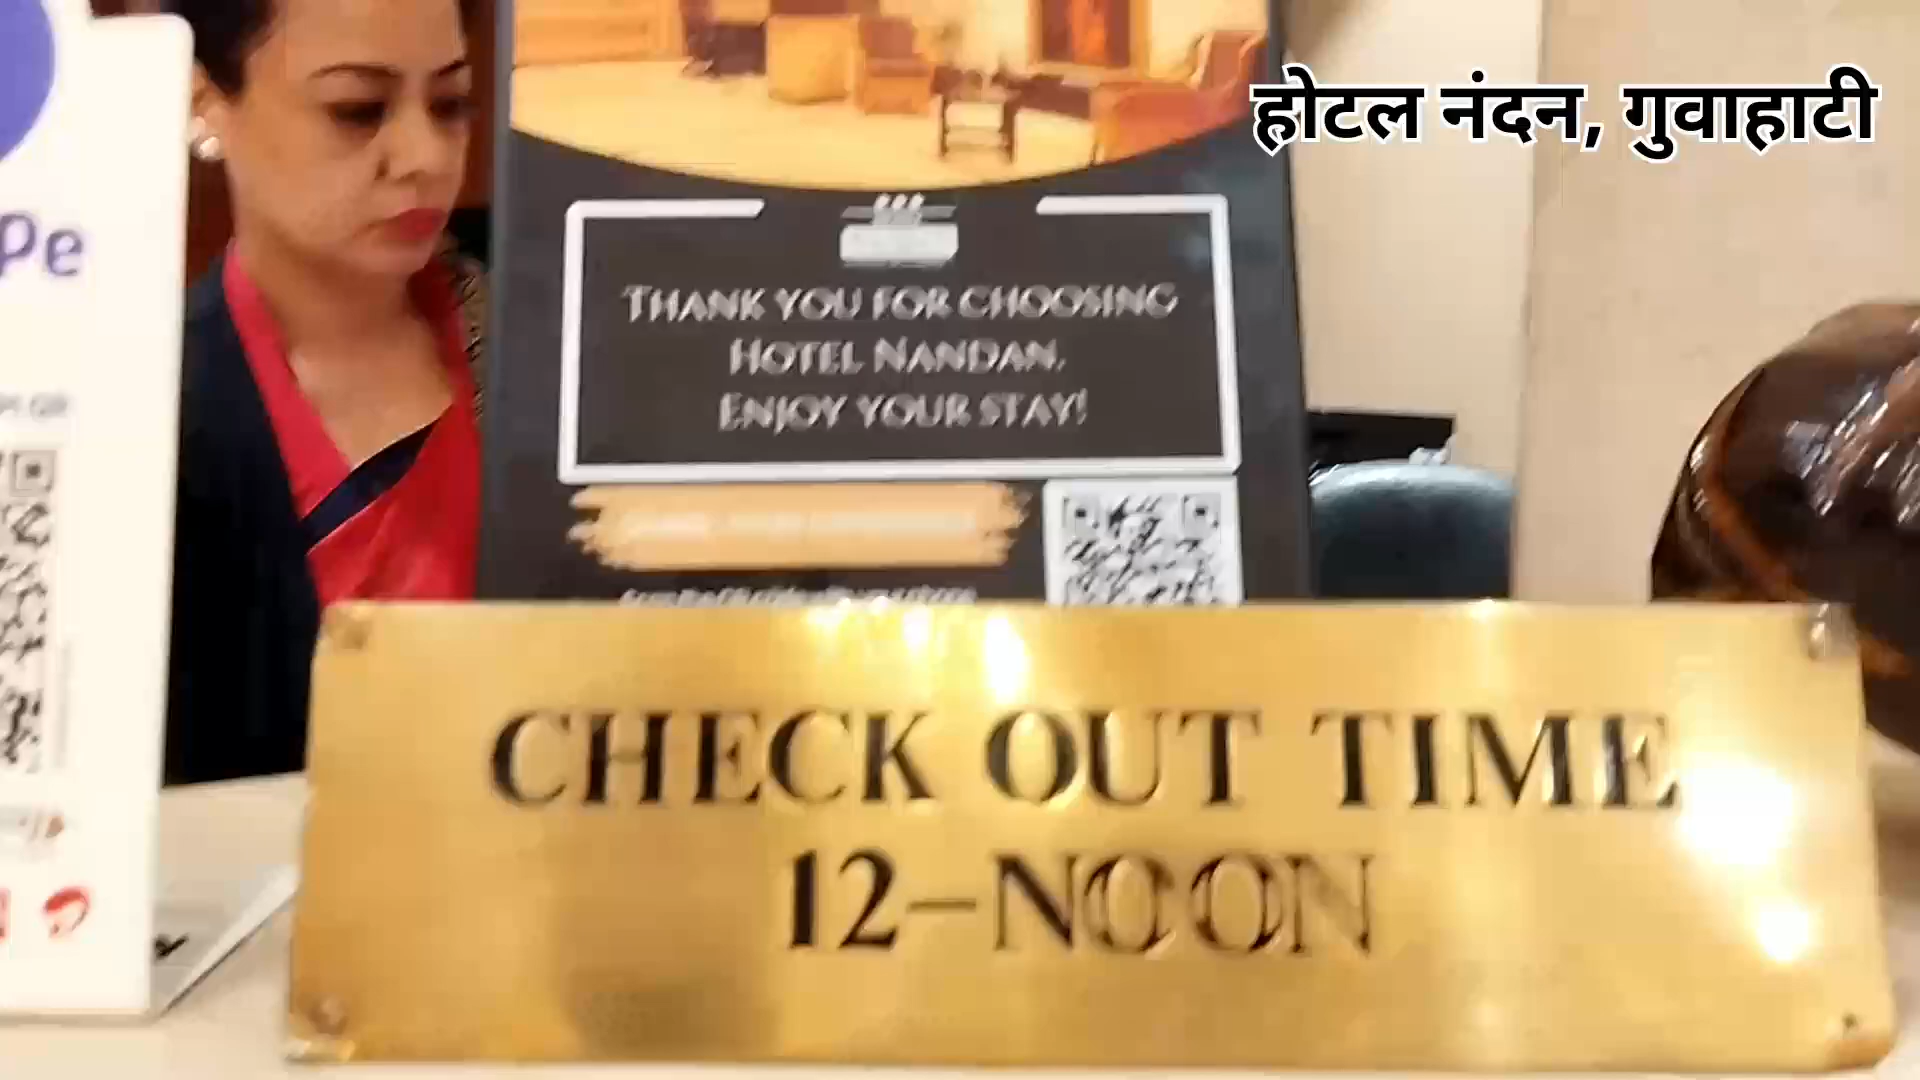 होटल नंदन, गुवाहाटी
Pe
THANK YOU FOR CHOOSING
HOTEL NANDAN.
ENJOY YOUR STAY!
CHECK OUT TIME
12-NOON